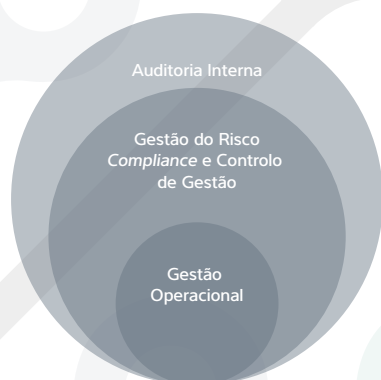 Auditoria Interna
Gestão do Risco
Compliance e Controlo
de Gestão
Gestão
Operacional